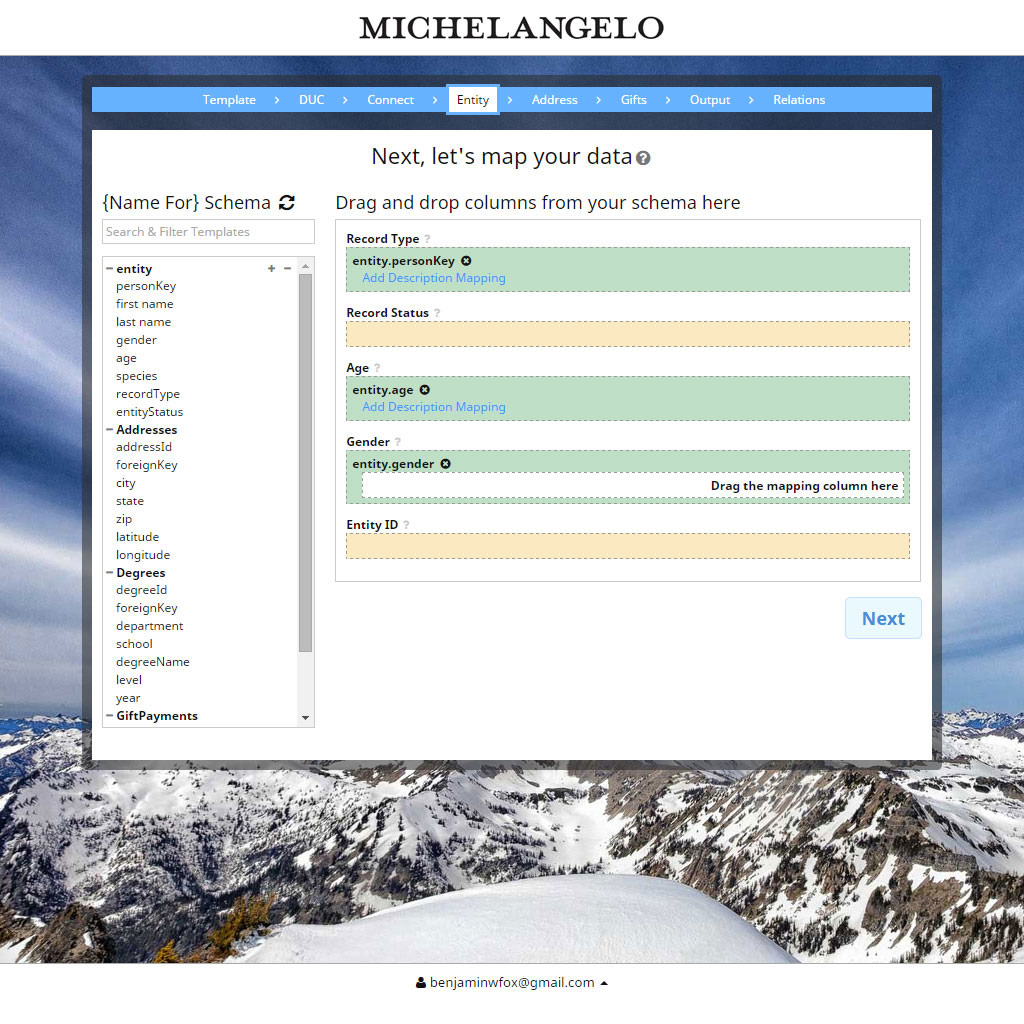 MICHELANGELO
Template > DUC > Connect > Entity > Address > Gifts > Output > Relations
Next, let's map your data ?
{Name For} Schema
Search & Filter Templates
− entity + −
personKey
first name
last name
gender
age
species
recordType
entityStatus
− Addresses
addressId
foreignKey
city
state
zip
latitude
longitude
− Degrees
degreeId
foreignKey
department
school
degreeName
level
year
− GiftPayments
Drag and drop columns from your schema here
Record Type ?
entity.personKey
Add Description Mapping
Record Status ?
Age ?
entity.age
Add Description Mapping
Gender ?
entity.gender
Drag the mapping column here
Entity ID ?
Next
benjaminwfox@gmail.com